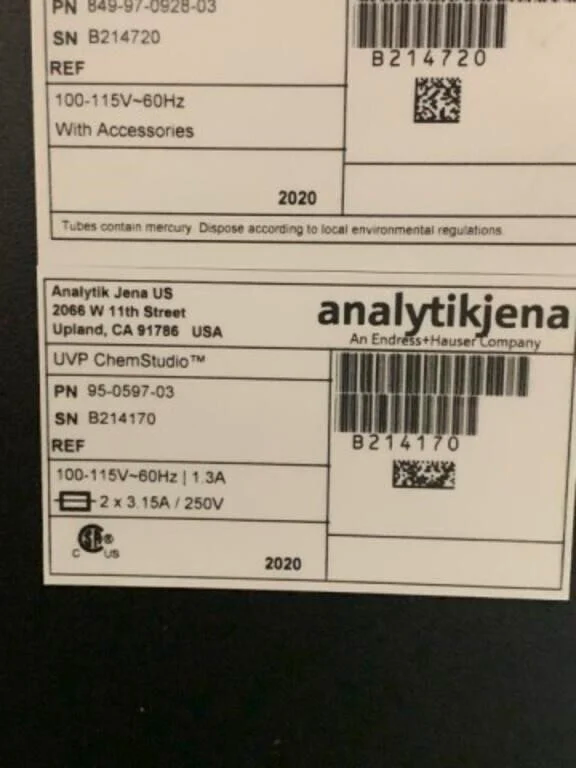 PN 849-97-0928-03
SN B214720
REF
B214720
100-115V~60Hz
With Accessories
2020
Tubes contain mercury. Dispose according to local environmental regulations.
Analytik Jena US
2066 W 11th Street
Upland, CA 91786 USA
analytikjena
An Endress+Hauser Company
UVP ChemStudio™
PN 95-0597-03
SN B214170
REF
B214170
100-115V~60Hz | 1.3A
2 x 3.15A / 250V
C SA® US
2020